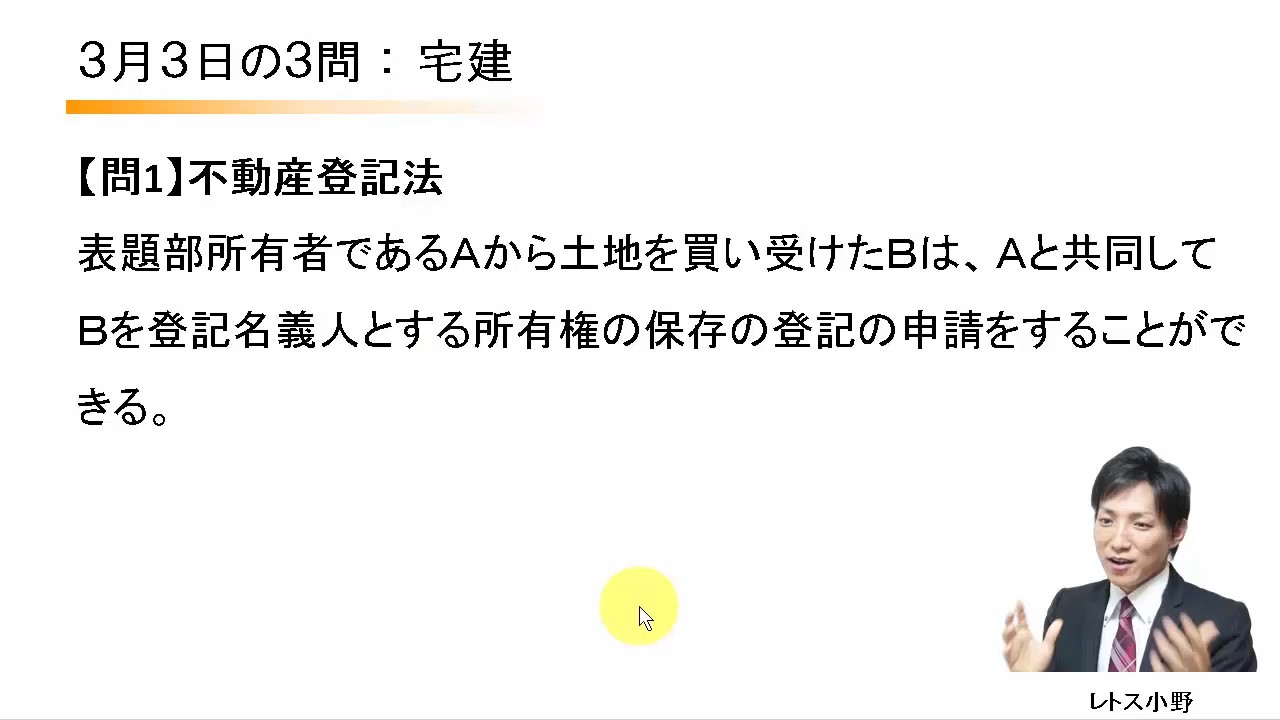 ３月３日の３問： 宅建
【問1】不動産登記法
表題部所有者であるＡから土地を買い受けたＢは、Ａと共同して
Ｂを登記名義人とする所有権の保存の登記の申請をすることがで
きる。
レトス小野